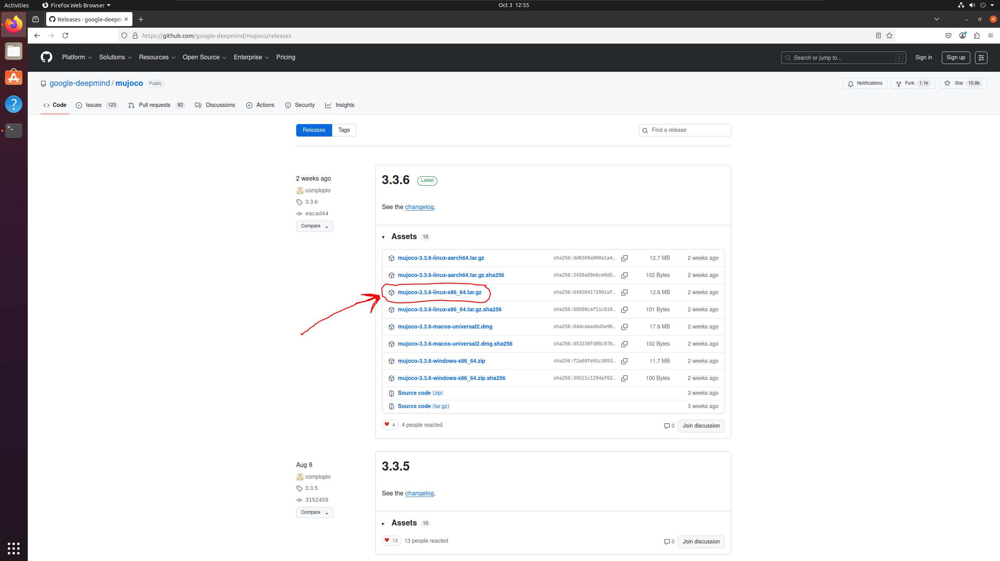 Activities Firefox Web Browser Oct 3 12:55
Releases · google-deepm
https://github.com/google-deepmind/mujoco/releases
Platform Solutions Resources Open Source Enterprise Pricing Search or jump to... / Sign in Sign up
google-deepmind / mujoco Public Notifications Fork 1.1k Star 10.8k
Code Issues 123 Pull requests 82 Discussions Actions Security Insights
Releases Tags Find a release
2 weeks ago
comploplo
3.3.6
eacad44
Compare
3.3.6 Latest
See the changelog.
Assets 10
mujoco-3.3.6-linux-aarch64.tar.gz sha256:dd6389a008a1a4… 12.7 MB 2 weeks ago
mujoco-3.3.6-linux-aarch64.tar.gz.sha256 sha256:2438a09e6ce6d5… 102 Bytes 2 weeks ago
mujoco-3.3.6-linux-x86_64.tar.gz sha256:049204172901af… 12.8 MB 2 weeks ago
mujoco-3.3.6-linux-x86_64.tar.gz.sha256 sha256:60586caf11c019… 101 Bytes 2 weeks ago
mujoco-3.3.6-macos-universal2.dmg sha256:04dcdaadbd5e96… 17.8 MB 2 weeks ago
mujoco-3.3.6-macos-universal2.dmg.sha256 sha256:d52239fd86c97b… 102 Bytes 2 weeks ago
mujoco-3.3.6-windows-x86_64.zip sha256:f2a88fe91c3053… 11.7 MB 2 weeks ago
mujoco-3.3.6-windows-x86_64.zip.sha256 sha256:39511c1294af62… 100 Bytes 2 weeks ago
Source code (zip) 3 weeks ago
Source code (tar.gz) 3 weeks ago
4 4 people reacted 0 Join discussion
Aug 8
comploplo
3.3.5
3152458
Compare
3.3.5
See the changelog.
Assets 10
13 13 people reacted 0 Join discussion